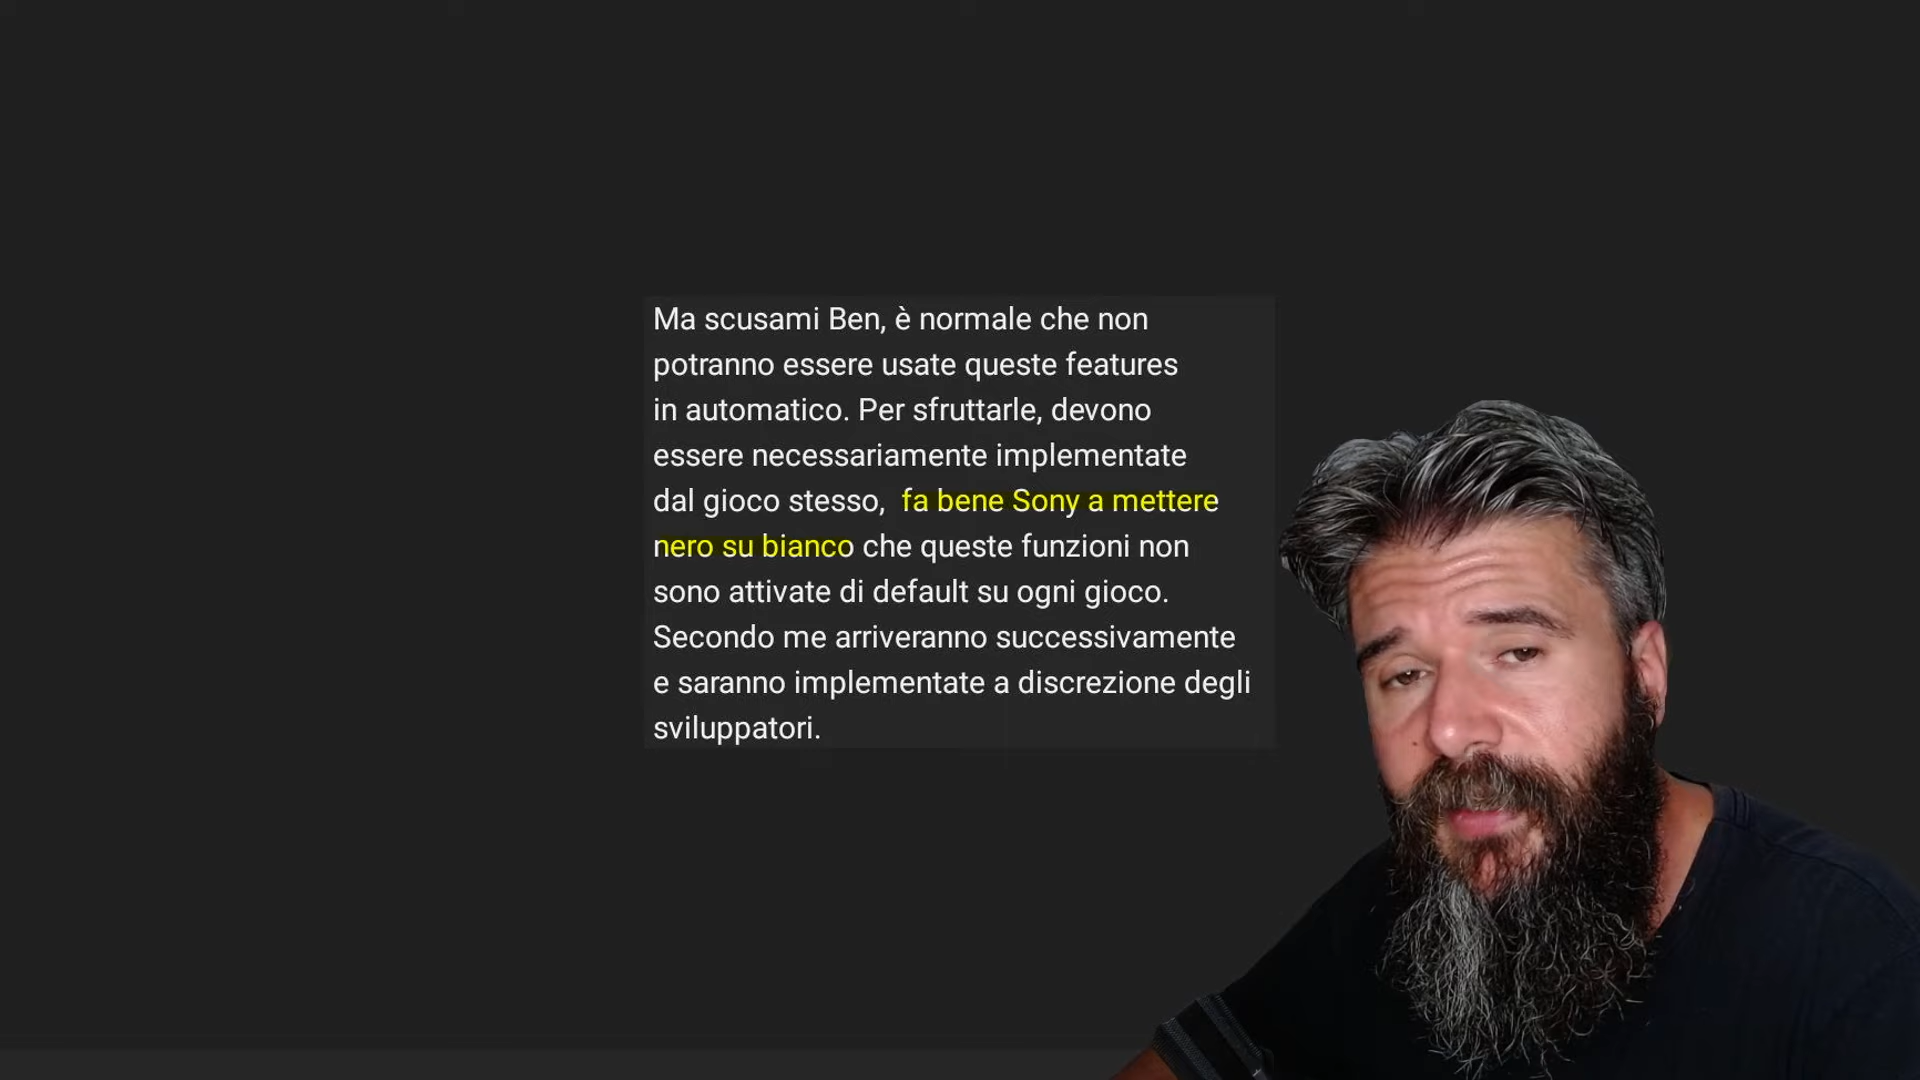 Ma scusami Ben, è normale che non
potranno essere usate queste features
in automatico. Per sfruttarle, devono
essere necessariamente implementate
dal gioco stesso, fa bene Sony a mettere
nero su bianco che queste funzioni non
sono attivate di default su ogni gioco.
Secondo me arriveranno successivamente
e saranno implementate a discrezione degli
sviluppatori.